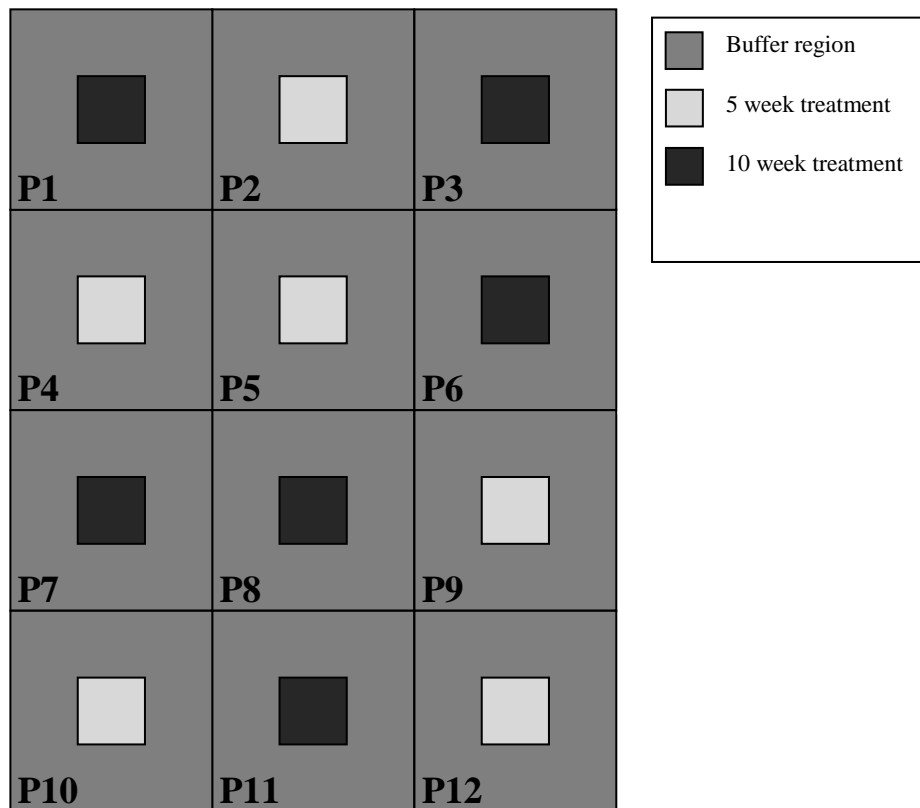 P1
P2
P3
P4
P5
P6
P7
P8
P9
P10
P11
P12
Buffer region
5 week treatment
10 week treatment